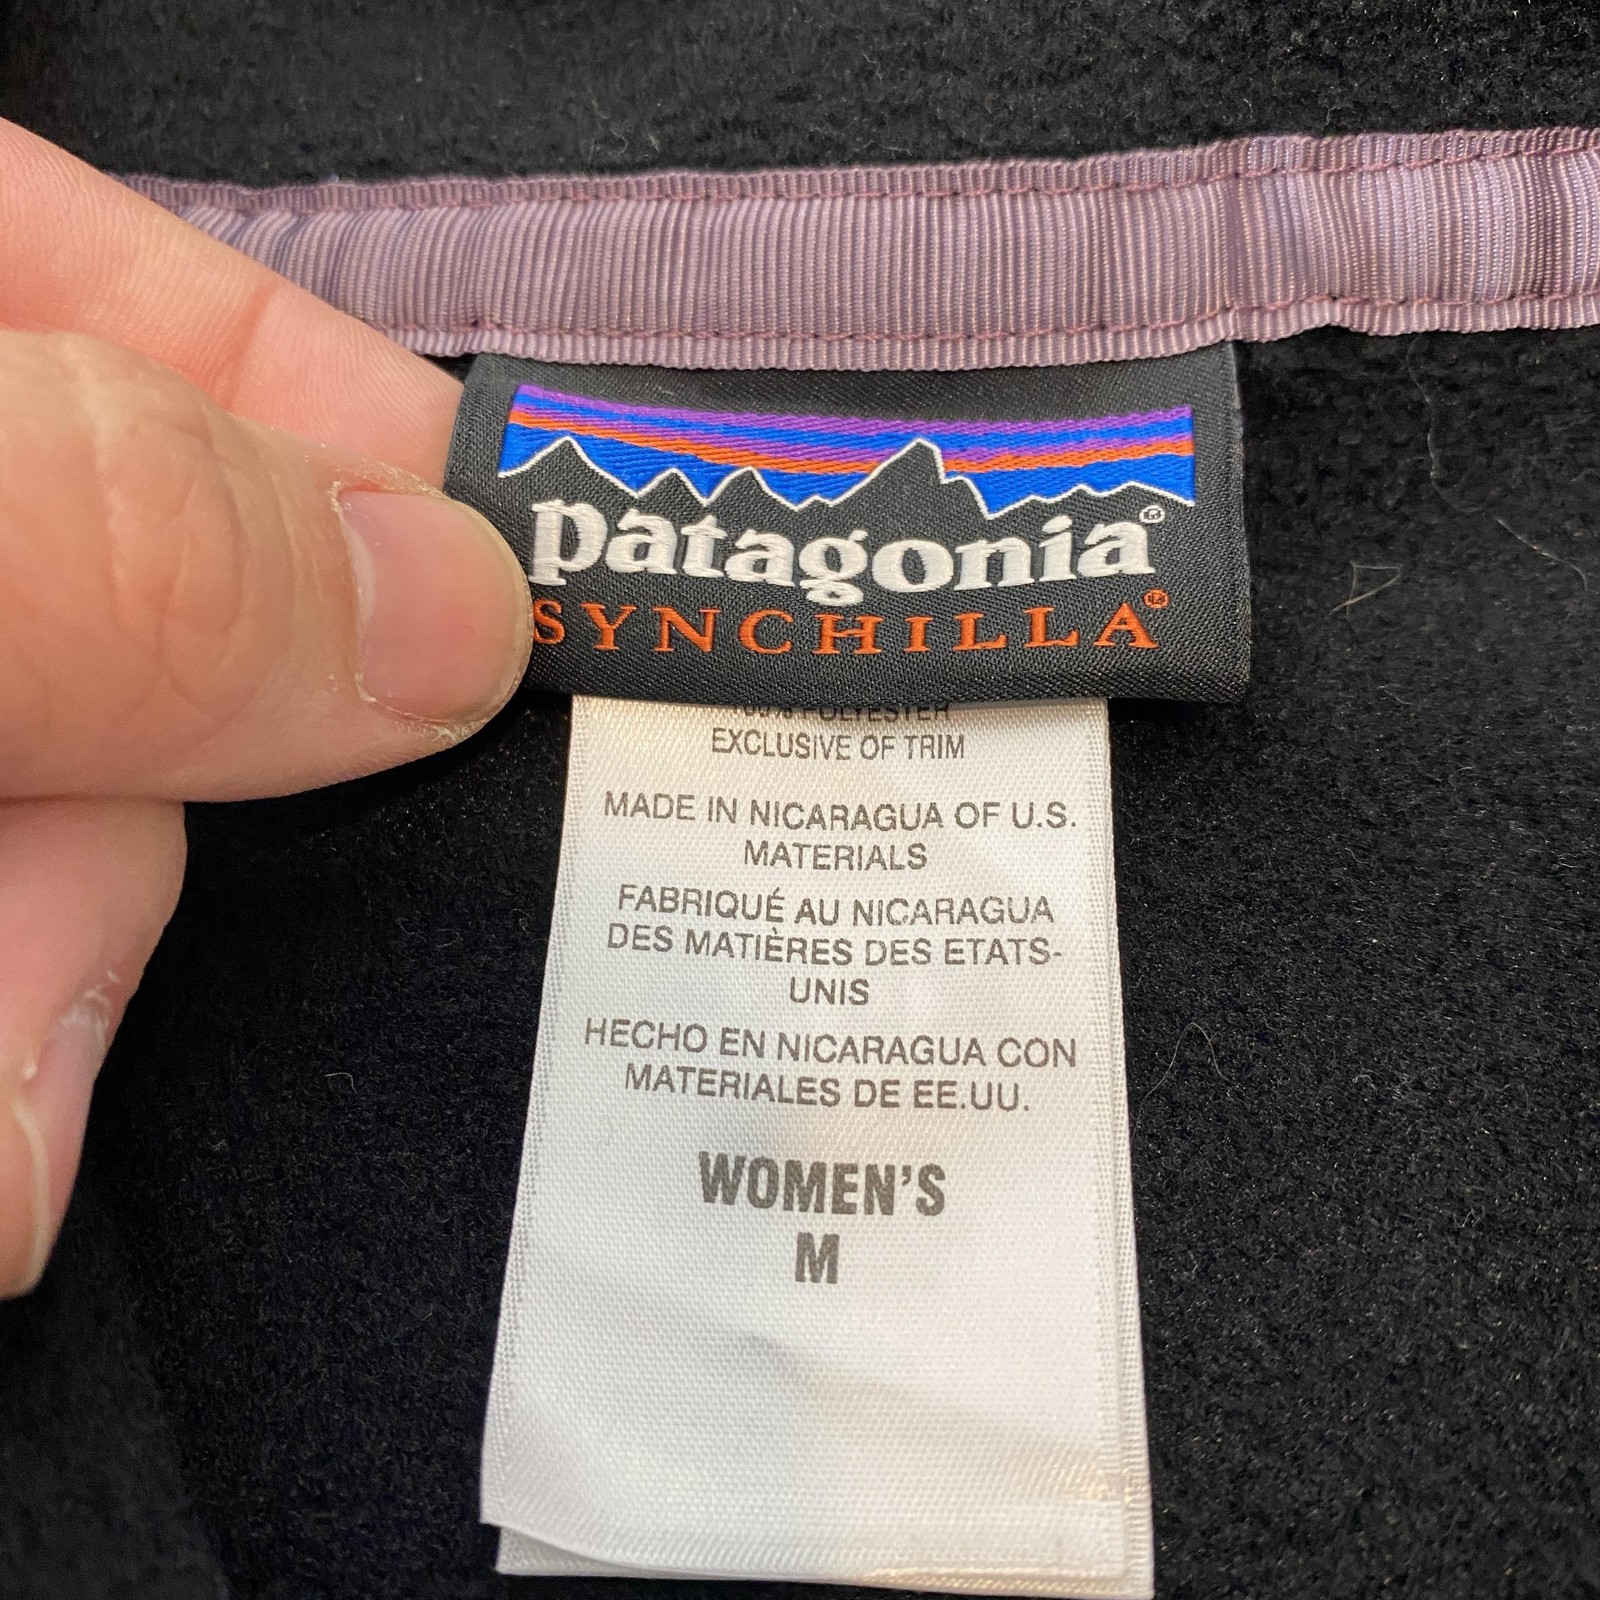 patagonia®
SYNCHILLA®
POLYESTER
EXCLUSIVE OF TRIM
MADE IN NICARAGUA OF U.S.
MATERIALS
FABRIQUÉ AU NICARAGUA
DES MATIÈRES DES ETATS-
UNIS
HECHO EN NICARAGUA CON
MATERIALES DE EE.UU.
WOMEN'S
M